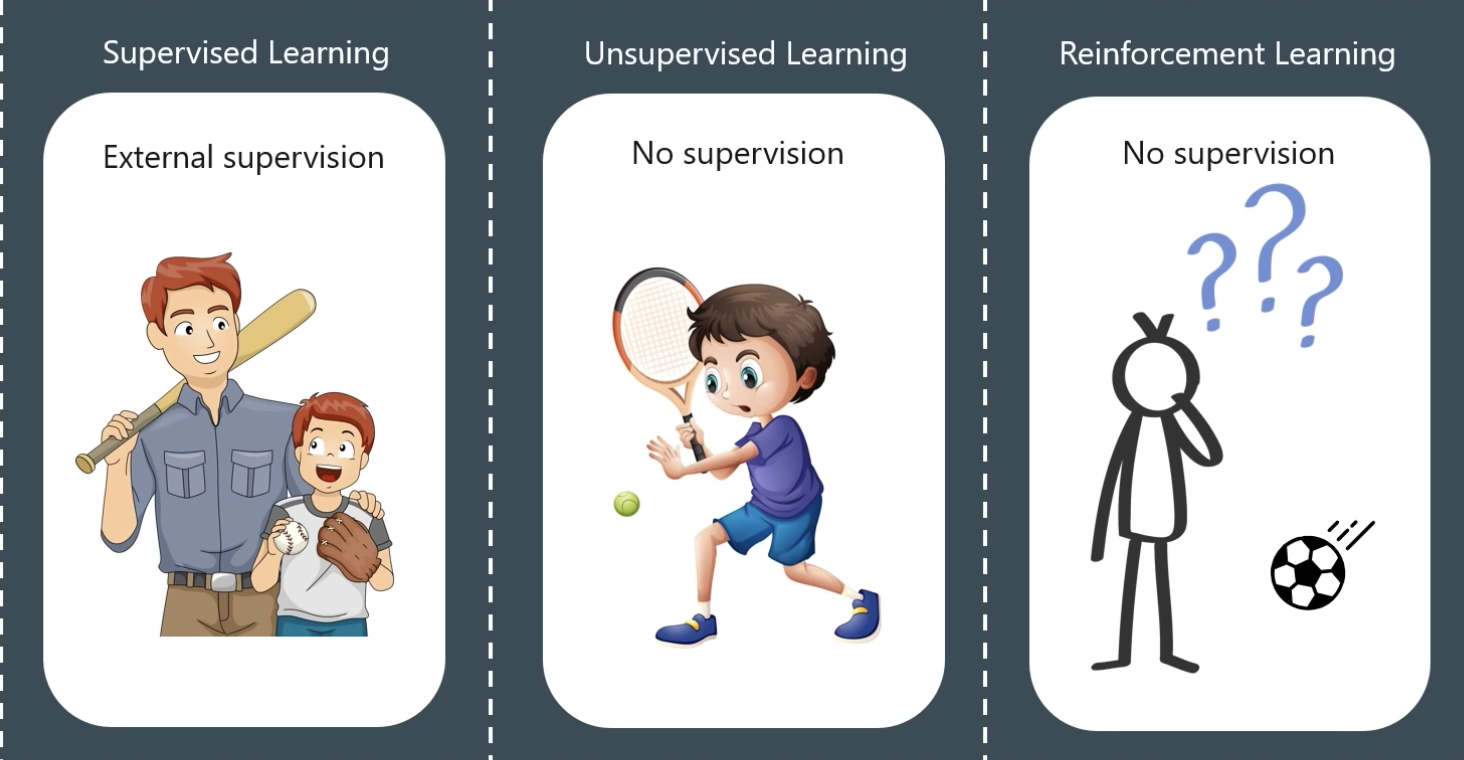 Supervised Learning
External supervision
Unsupervised Learning
No supervision
Reinforcement Learning
No supervision
? ? ?